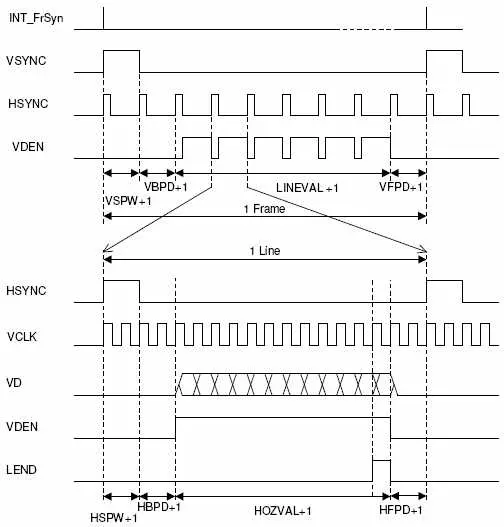 INT_FrSyn
VSYNC
HSYNC
VDEN
VBPD+1 LINEVAL +1 VFPD+1
VSPW+1
1 Frame
1 Line
HSYNC
VCLK
VD
VDEN
LEND
HBPD+1 HOZVAL+1 HFPD+1
HSPW+1